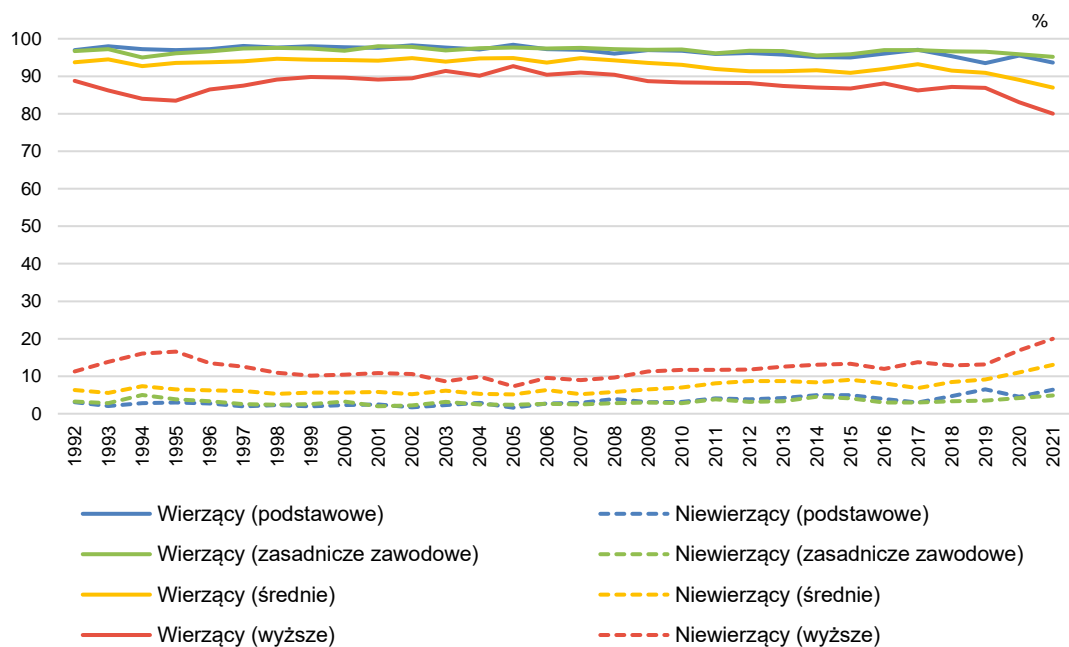 %
100
90
80
70
60
50
40
30
20
10
0
1992 1993 1994 1995 1996 1997 1998 1999 2000 2001 2002 2003 2004 2005 2006 2007 2008 2009 2010 2011 2012 2013 2014 2015 2016 2017 2018 2019 2020 2021
Wierzący (podstawowe) Niewierzący (podstawowe)
Wierzący (zasadnicze zawodowe) Niewierzący (zasadnicze zawodowe)
Wierzący (średnie) Niewierzący (średnie)
Wierzący (wyższe) Niewierzący (wyższe)